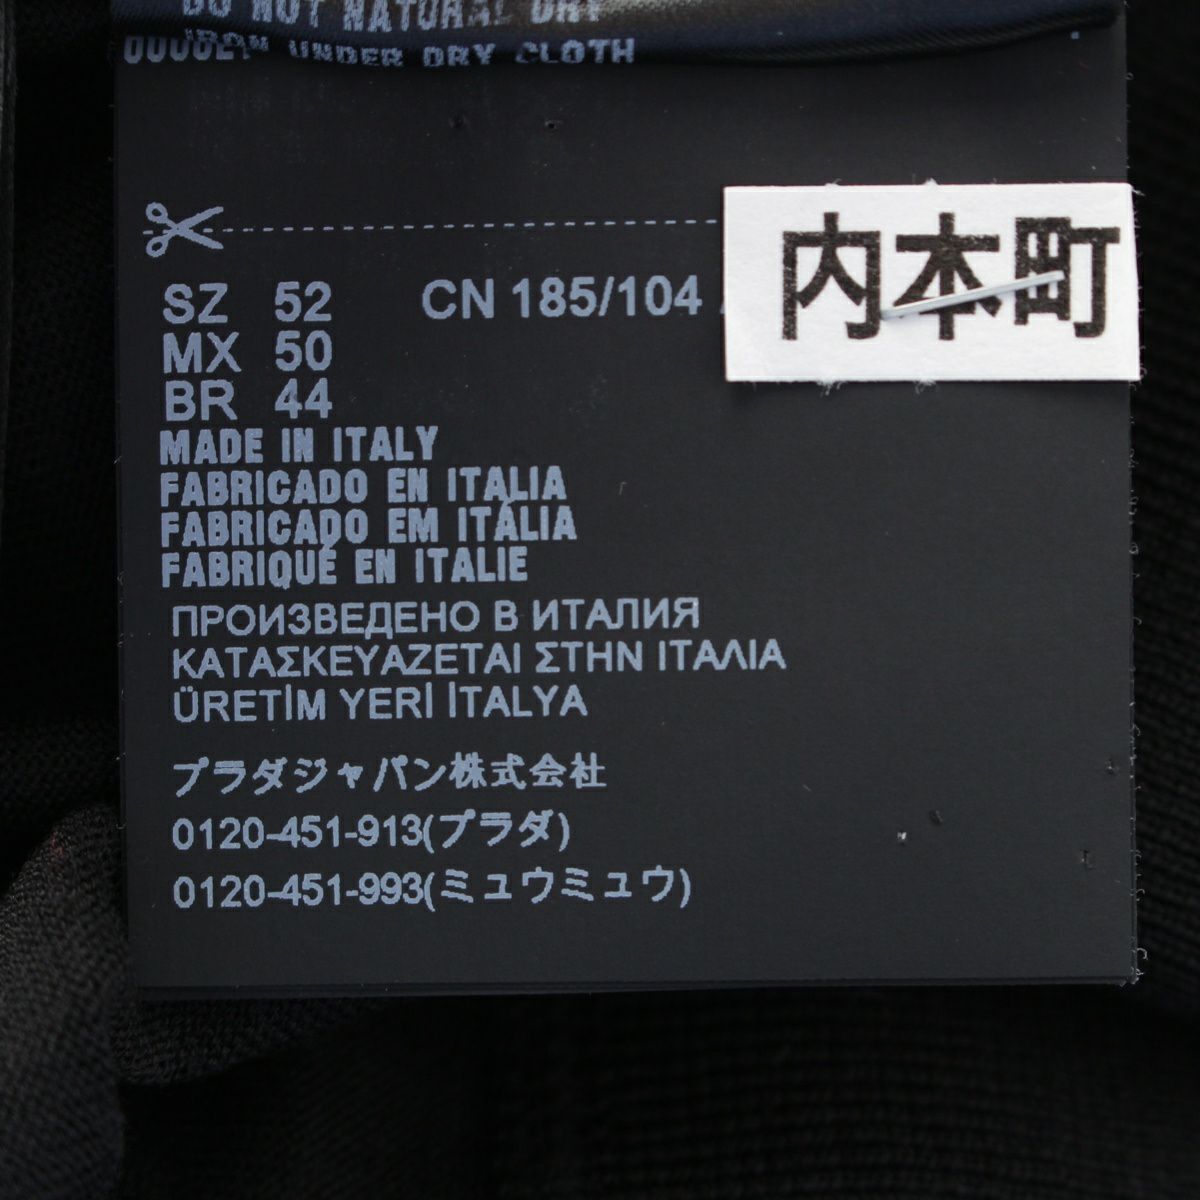 DO NOT NATURAL DRY
IRON UNDER DRY CLOTH
内本町
SZ 52 CN 185/104
MX 50
BR 44
MADE IN ITALY
FABRICADO EN ITALIA
FABRICADO EM ITÁLIA
FABRIQUÉ EN ITALIE
ПРОИЗВЕДЕНО В ИТАЛИЯ
ΚΑΤΑΣΚΕΥΑΖΕΤΑΙ ΣΤΗΝ ΙΤΑΛΙΑ
ÜRETİM YERİ İTALYA
プラダジャパン株式会社
0120-451-913(プラダ)
0120-451-993(ミュウミュウ)